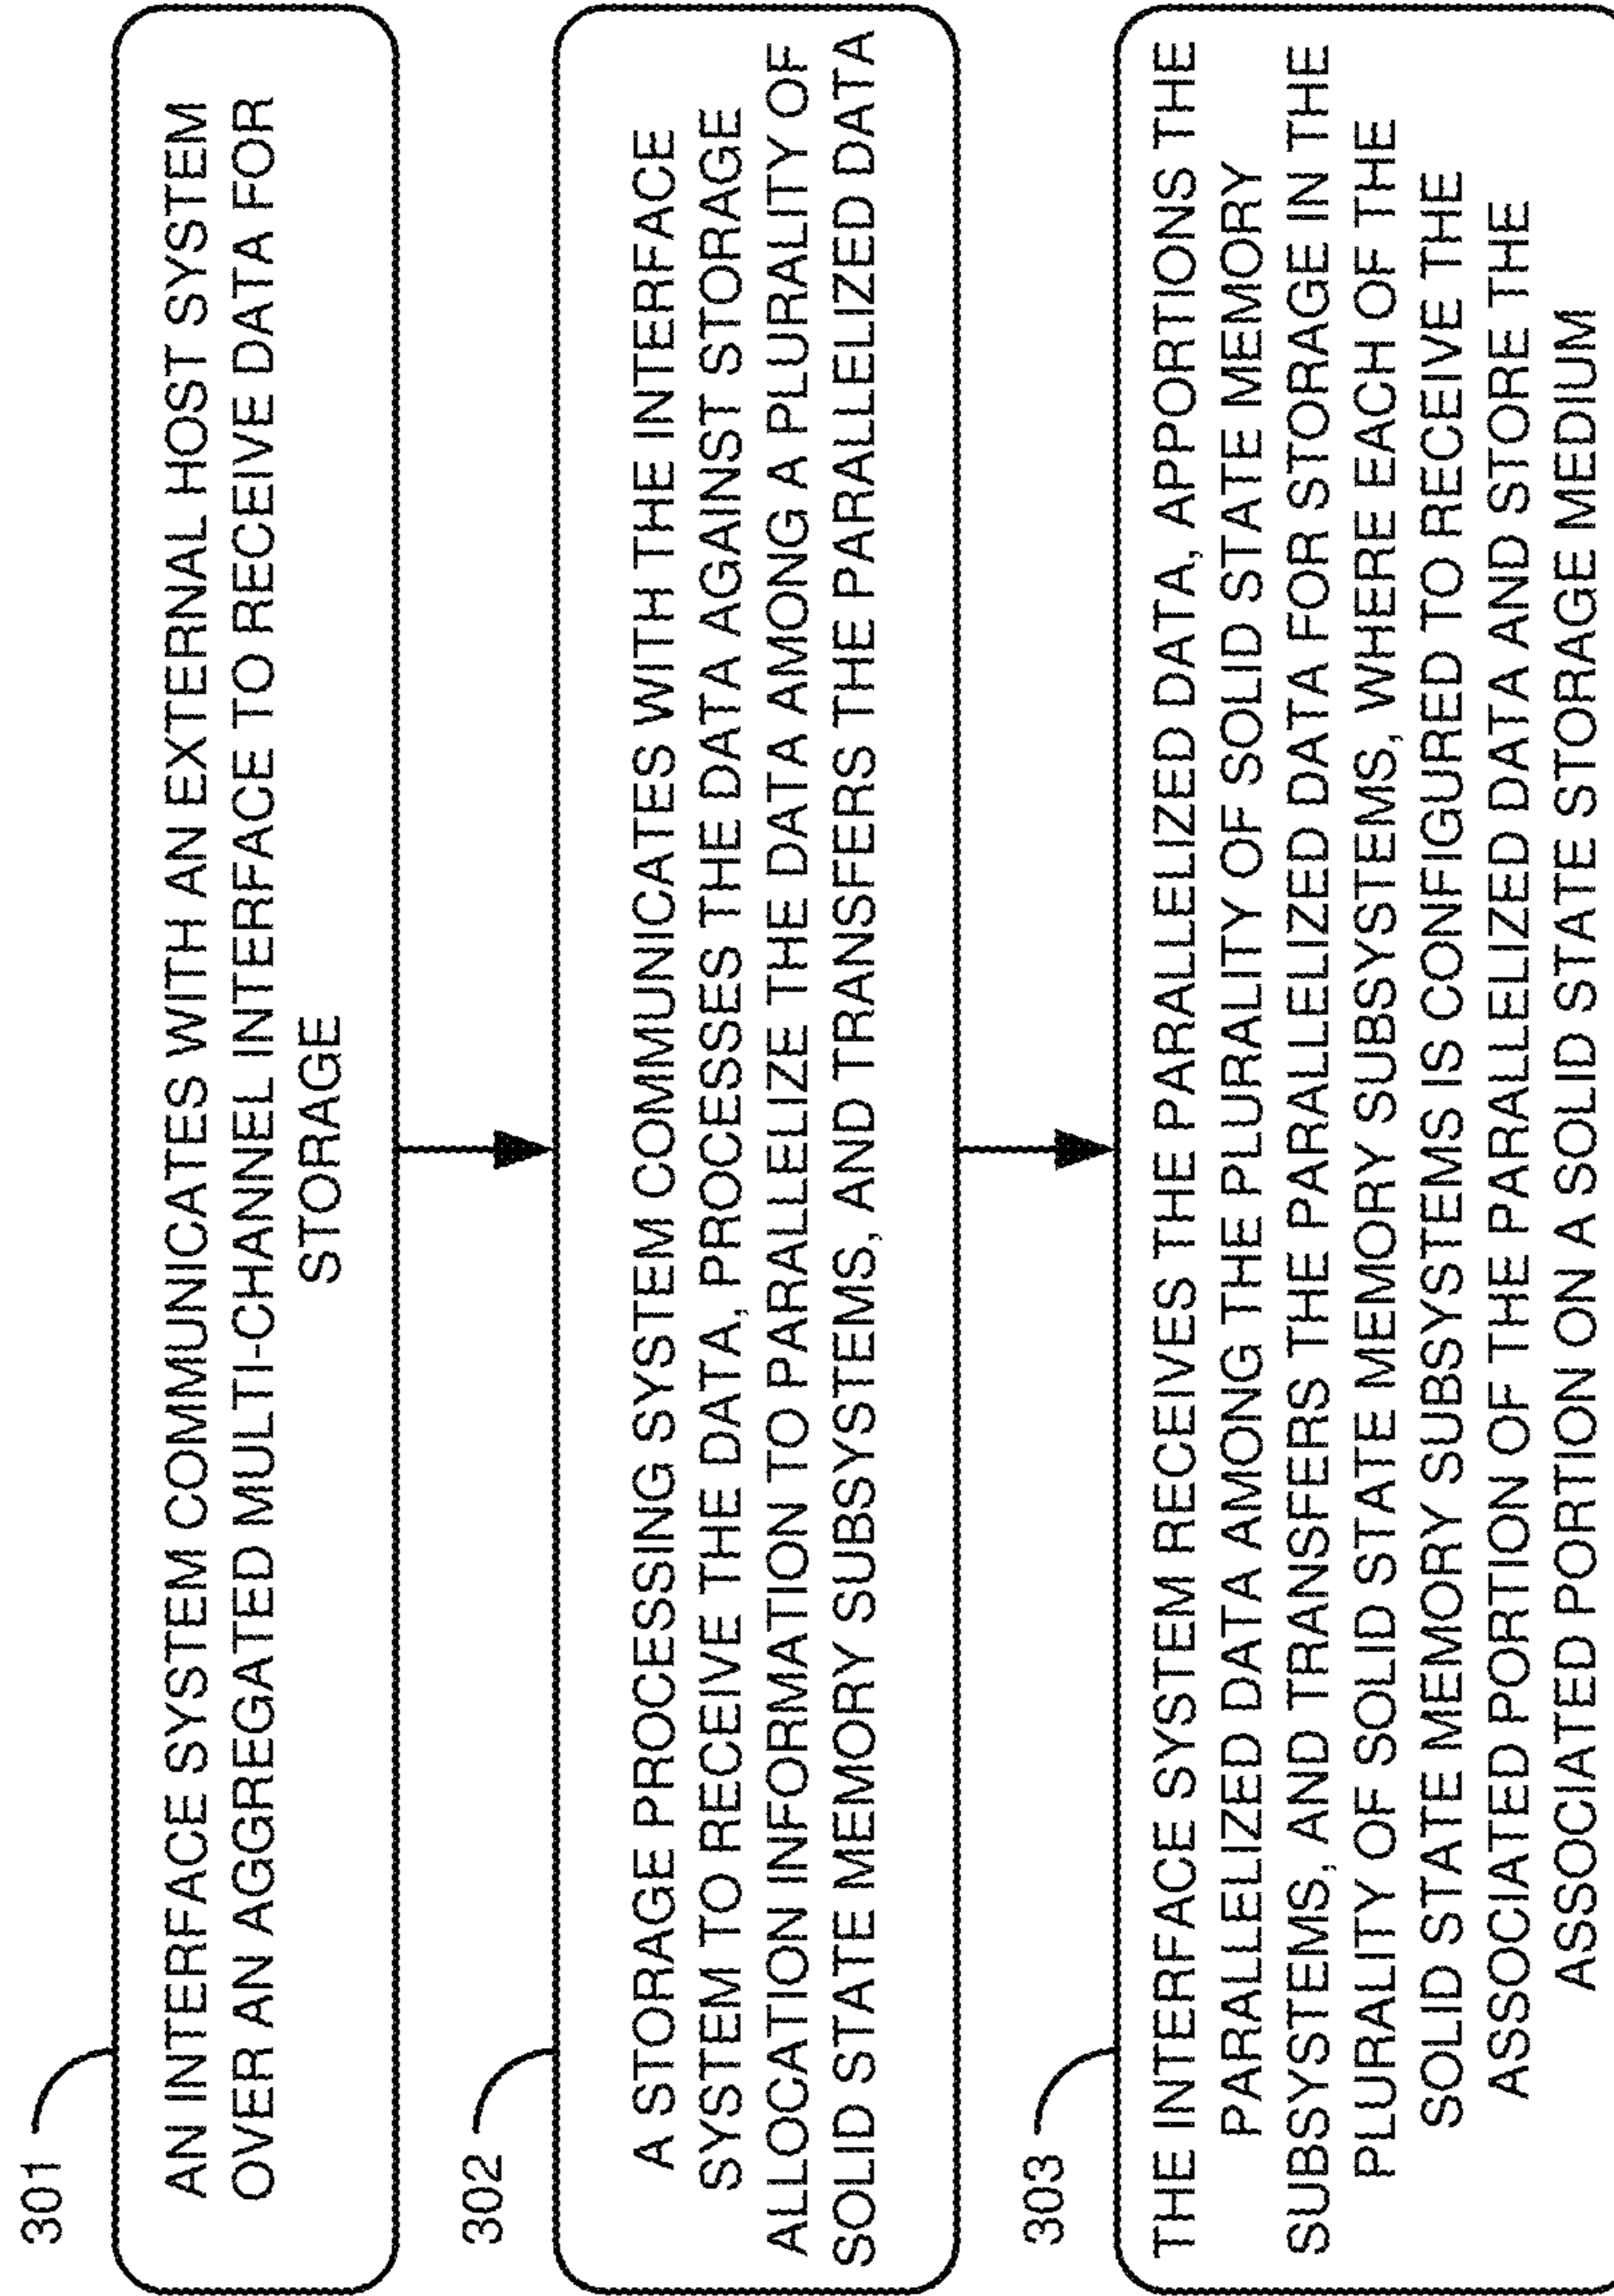 301
AN INTERFACE SYSTEM COMMUNICATES WITH AN EXTERNAL HOST SYSTEM
OVER AN AGGREGATED MULTI-CHANNEL INTERFACE TO RECEIVE DATA FOR
STORAGE
302
A STORAGE PROCESSING SYSTEM COMMUNICATES WITH THE INTERFACE
SYSTEM TO RECEIVE THE DATA, PROCESSES THE DATA AGAINST STORAGE
ALLOCATION INFORMATION TO PARALLELIZE THE DATA AMONG A PLURALITY OF
SOLID STATE MEMORY SUBSYSTEMS, AND TRANSFERS THE PARALLELIZED DATA
303
THE INTERFACE SYSTEM RECEIVES THE PARALLELIZED DATA, APPORTIONS THE
PARALLELIZED DATA AMONG THE PLURALITY OF SOLID STATE MEMORY
SUBSYSTEMS, AND TRANSFERS THE PARALLELIZED DATA FOR STORAGE IN THE
PLURALITY OF SOLID STATE MEMORY SUBSYSTEMS, WHERE EACH OF THE
SOLID STATE MEMORY SUBSYSTEMS IS CONFIGURED TO RECEIVE THE
ASSOCIATED PORTION OF THE PARALLELIZED DATA AND STORE THE
ASSOCIATED PORTION ON A SOLID STATE STORAGE MEDIUM